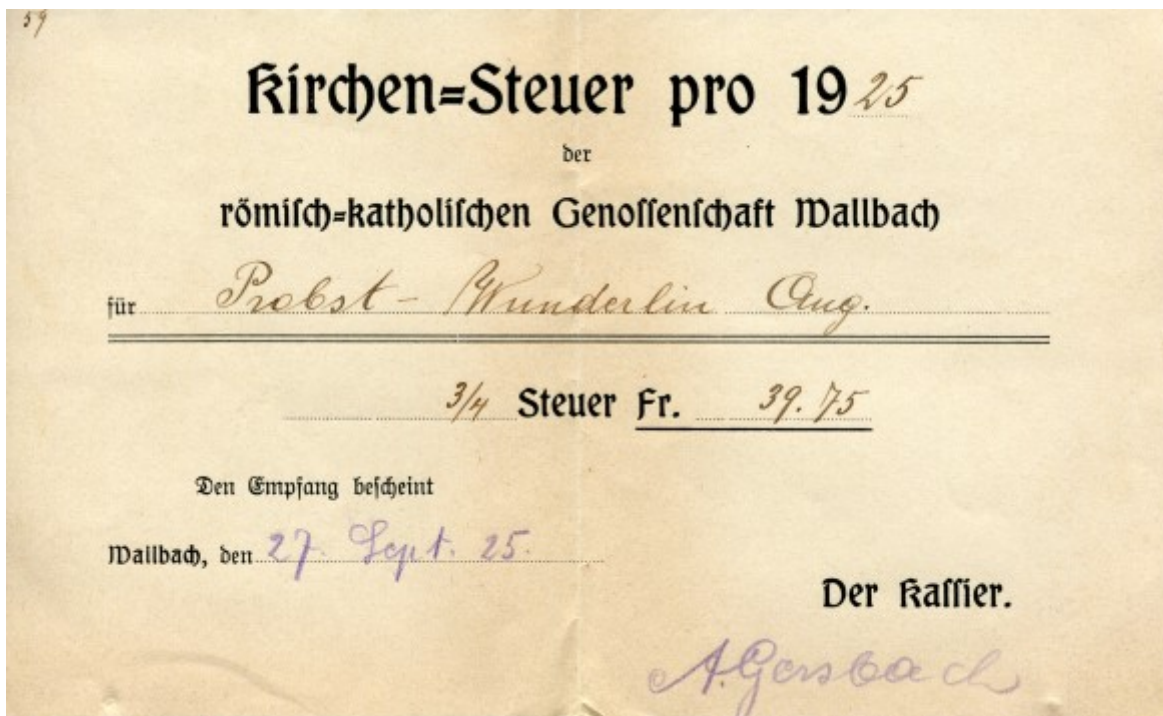 59
Kirchen=Steuer pro 1925
der
römisch=katholischen Genossenschaft Wallbach
für Probst - Wunderlin Aug.
3/4 Steuer Fr. 39.75
Den Empfang bescheint
Wallbach, den 27. Sept. 25.
Der Kassier.
A. Gersbach